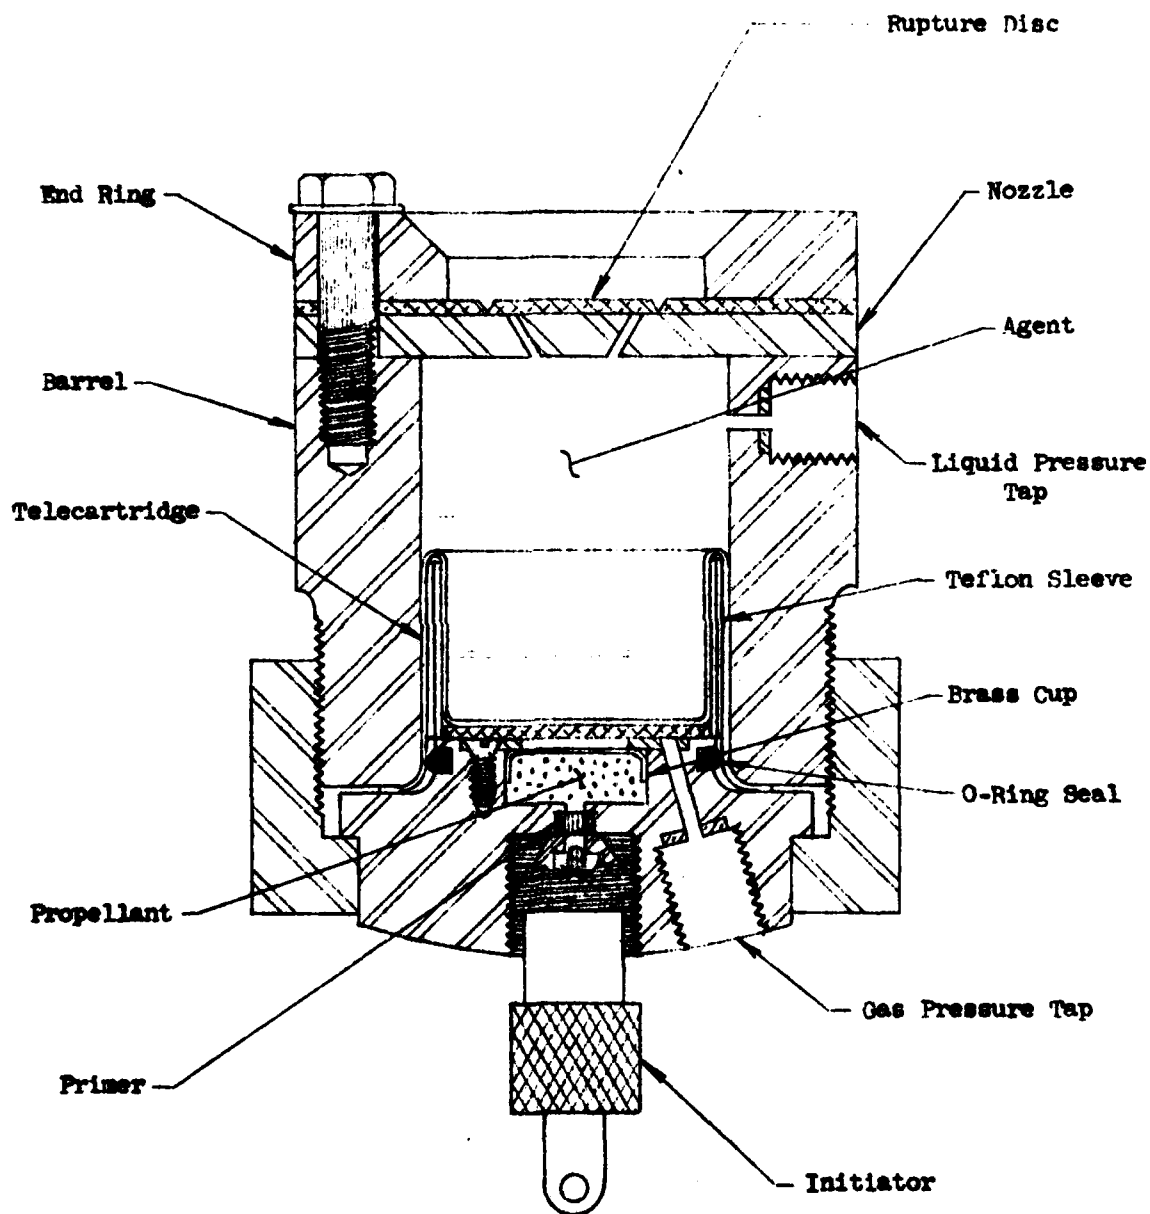 Rupture Disc
End Ring
Nozzle
Agent
Barrel
Liquid Pressure
Tap
Telecartridge
Teflon Sleeve
Brass Cup
O-Ring Seal
Propellant
Gas Pressure Tap
Primer
Initiator